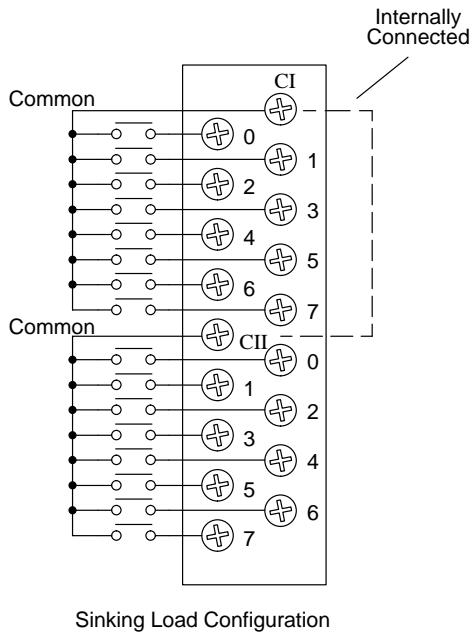 Internally
Connected
CI
Common
0
1
2
3
4
5
6
7
Common
CII
0
1
2
3
4
5
6
7
Sinking Load Configuration